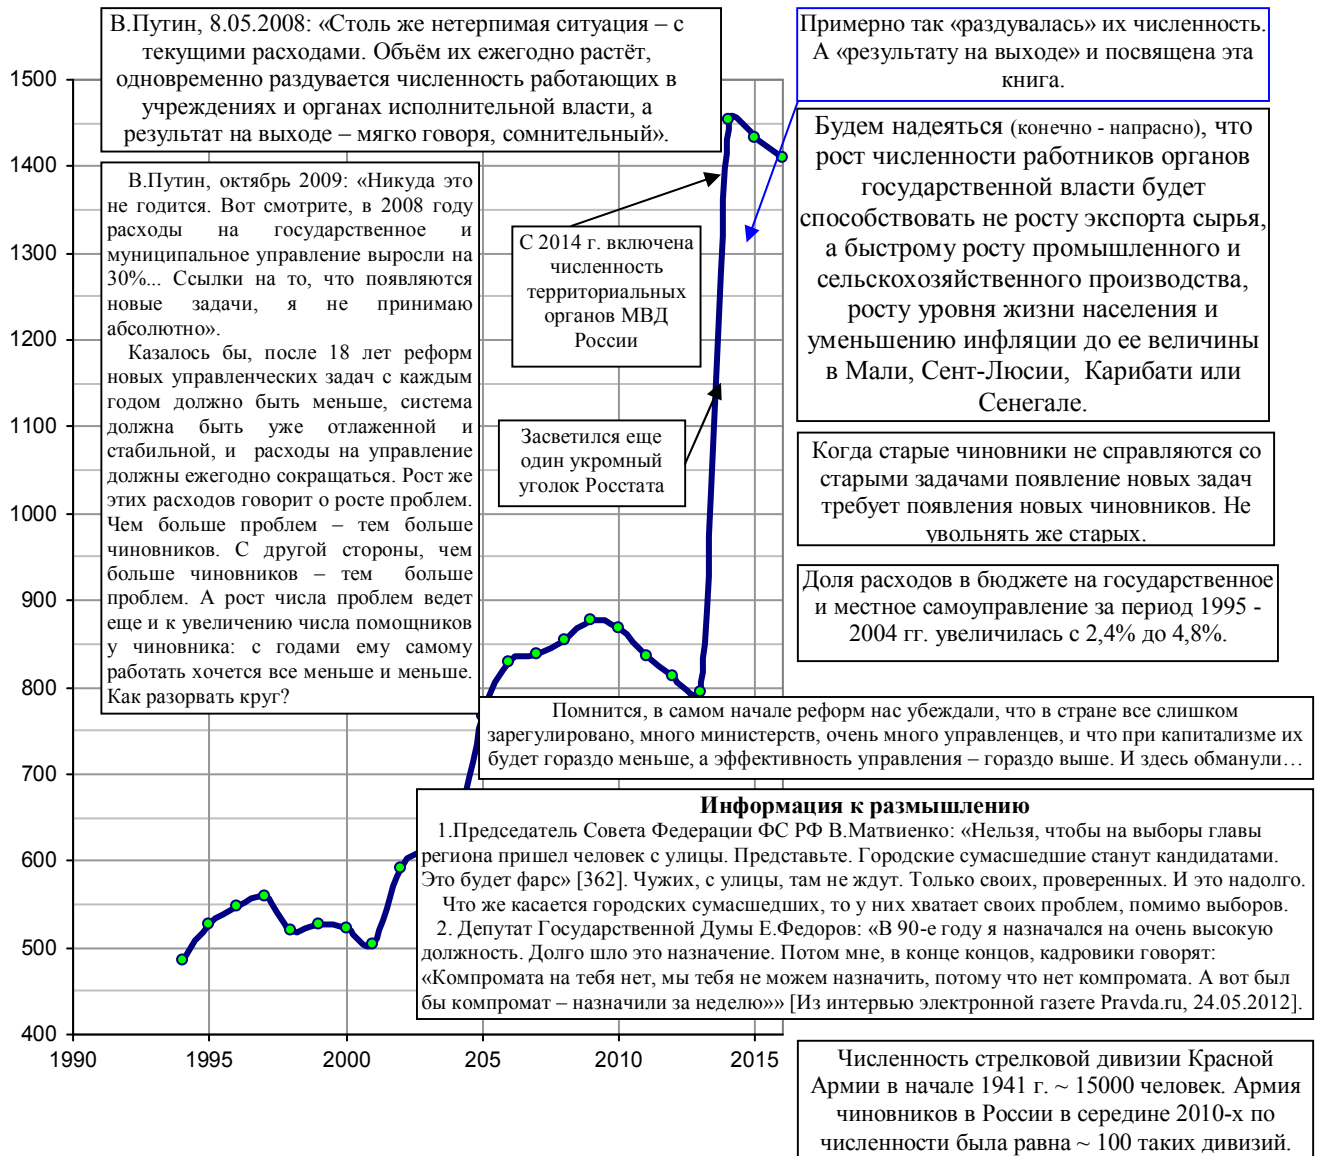 В.Путин, 8.05.2008: «Столь же нетерпимая ситуация – с
текущими расходами. Объём их ежегодно растёт,
одновременно раздувается численность работающих в
учреждениях и органах исполнительной власти, а
результат на выходе – мягко говоря, сомнительный».
Примерно так «раздувалась» их численность.
А «результату на выходе» и посвящена эта
книга.
Будем надеяться (конечно - напрасно), что
рост численности работников органов
государственной власти будет
способствовать не росту экспорта сырья,
а быстрому росту промышленного и
сельскохозяйственного производства,
росту уровня жизни населения и
уменьшению инфляции до ее величины
в Мали, Сент-Люсии, Карибати или
Сенегале.
В.Путин, октябрь 2009: «Никуда это
не годится. Вот смотрите, в 2008 году
расходы на государственное и
муниципальное управление выросли на
30%... Ссылки на то, что появляются
новые задачи, я не принимаю
абсолютно».
Казалось бы, после 18 лет реформ
новых управленческих задач с каждым
годом должно быть меньше, система
должна быть уже отлаженной и
стабильной, и расходы на управление
должны ежегодно сокращаться. Рост же
этих расходов говорит о росте проблем.
Чем больше проблем – тем больше
чиновников. С другой стороны, чем
больше чиновников – тем больше
проблем. А рост числа проблем ведет
еще и к увеличению числа помощников
у чиновника: с годами ему самому
работать хочется все меньше и меньше.
Как разорвать круг?
С 2014 г. включена
численность
территориальных
органов МВД
России
Засветился еще
один укромный
уголок Росстата
Когда старые чиновники не справляются со
старыми задачами появление новых задач
требует появления новых чиновников. Не
увольнять же старых.
Доля расходов в бюджете на государственное
и местное самоуправление за период 1995 -
2004 гг. увеличилась с 2,4% до 4,8%.
Помнится, в самом начале реформ нас убеждали, что в стране все слишком
зарегулировано, много министерств, очень много управленцев, и что при капитализме их
будет гораздо меньше, а эффективность управления – гораздо выше. И здесь обманули…
Информация к размышлению
1.Председатель Совета Федерации ФС РФ В.Матвиенко: «Нельзя, чтобы на выборы главы
региона пришел человек с улицы. Представьте. Городские сумасшедшие станут кандидатами.
Это будет фарс» [362]. Чужих, с улицы, там не ждут. Только своих, проверенных. И это надолго.
Что же касается городских сумасшедших, то у них хватает своих проблем, помимо выборов.
2. Депутат Государственной Думы Е.Федоров: «В 90-е году я назначался на очень высокую
должность. Долго шло это назначение. Потом мне, в конце концов, кадровики говорят:
«Компромата на тебя нет, мы тебя не можем назначить, потому что нет компромата. А вот был
бы компромат – назначили за неделю»» [Из интервью электронной газете Pravda.ru, 24.05.2012].
Численность стрелковой дивизии Красной
Армии в начале 1941 г. ~ 15000 человек. Армия
чиновников в России в середине 2010-х по
численности была равна ~ 100 таких дивизий.
1500
1400
1300
1200
1100
1000
900
800
700
600
500
400
1990 1995 2000 205 2010 2015